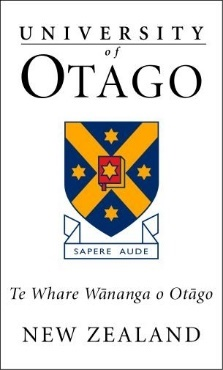 UNIVERSITY
of
OTAGO
SAPERE AUDE
Te Whare Wānanga o Otāgo
NEW ZEALAND